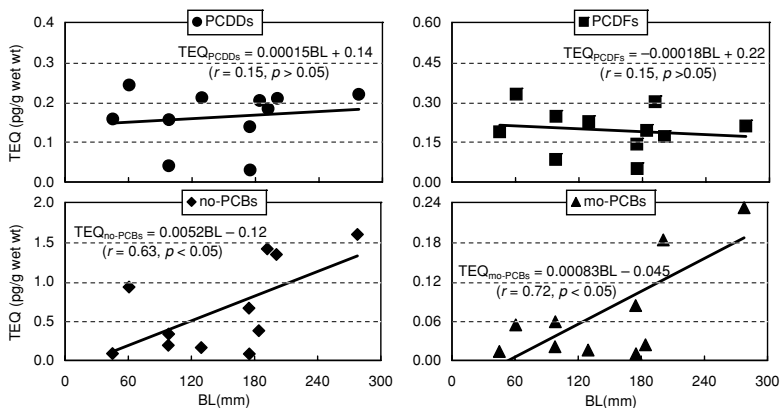 PCDDs
PCDFs
TEQ (pg/g wet wt)
0.4
0.3
0.2
0.1
0.0
TEQPCDDs = 0.00015BL + 0.14
(r = 0.15, p > 0.05)
0.60
0.45
0.30
0.15
0.00
TEQPCDFs = −0.00018BL + 0.22
(r = 0.15, p >0.05)
no-PCBs
mo-PCBs
TEQ (pg/g wet wt)
2.0
1.5
1.0
0.5
0.0
TEQno-PCBs = 0.0052BL − 0.12
(r = 0.63, p < 0.05)
0.24
0.18
0.12
0.06
0.00
TEQmo-PCBs = 0.00083BL − 0.045
(r = 0.72, p < 0.05)
0 60 120 180 240 300
BL(mm)
0 60 120 180 240 300
BL(mm)